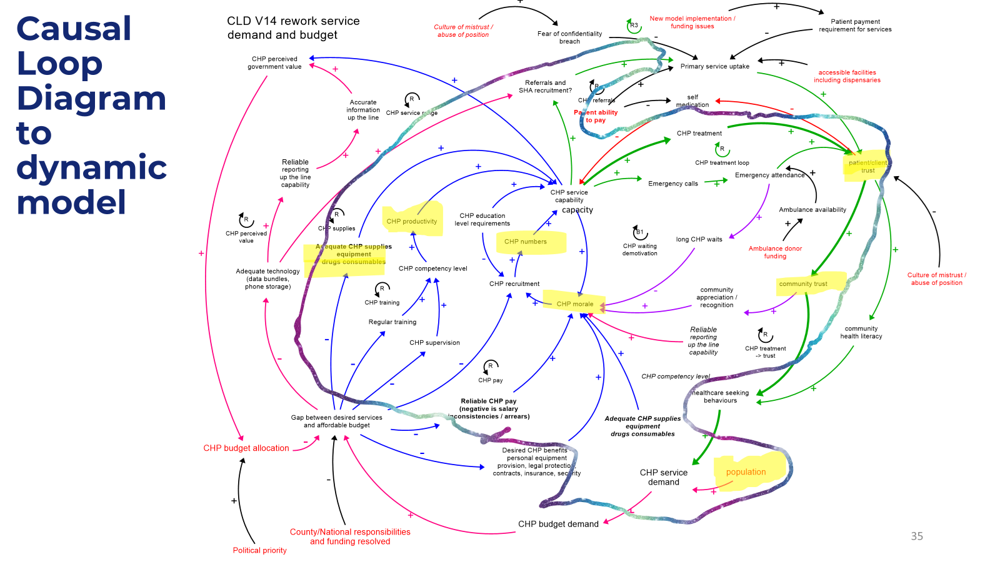 Causal
Loop
Diagram
to
dynamic
model
CLD V14 rework service
demand and budget
Culture of mistrust /
abuse of position
Fear of confidentiality
breach
R3
New model implementation /
funding issues
Patient payment
requirement for services
CHP perceived
government value
Primary service uptake
accessible facilities
including dispensaries
Referrals and
SHA recruitment?
R
CHP referrals
self
medication
Patient ability
to pay
Accurate
information
up the line
R
CHP service range
CHP treatment
R
CHP treatment loop
patient/client
trust
Reliable
reporting
up the line
capability
Emergency calls
Emergency attendance
CHP service
capability
capacity
Ambulance availability
R
CHP perceived
value
R
CHP supplies
CHP productivity
CHP education
level requirements
CHP numbers
B1
CHP waiting
demotivation
long CHP waits
Ambulance donor
funding
Adequate CHP supplies
equipment
drugs consumables
Adequate technology
(data bundles,
phone storage)
CHP competency level
CHP recruitment
community trust
Culture of mistrust /
abuse of position
R
CHP training
CHP morale
community
appreciation /
recognition
Regular training
CHP supervision
Reliable
reporting
up the line
capability
R
CHP treatment
-> trust
community
health literacy
R
CHP pay
CHP competency level
healthcare seeking
behaviours
Reliable CHP pay
(negative is salary
inconsistencies / arrears)
Gap between desired services
and affordable budget
Adequate CHP supplies
equipment
drugs consumables
CHP budget allocation
Desired CHP benefits -
personal equipment
provision, legal protection,
contracts, insurance, security
CHP service
demand
population
CHP budget demand
County/National responsibilities
and funding resolved
Political priority
35